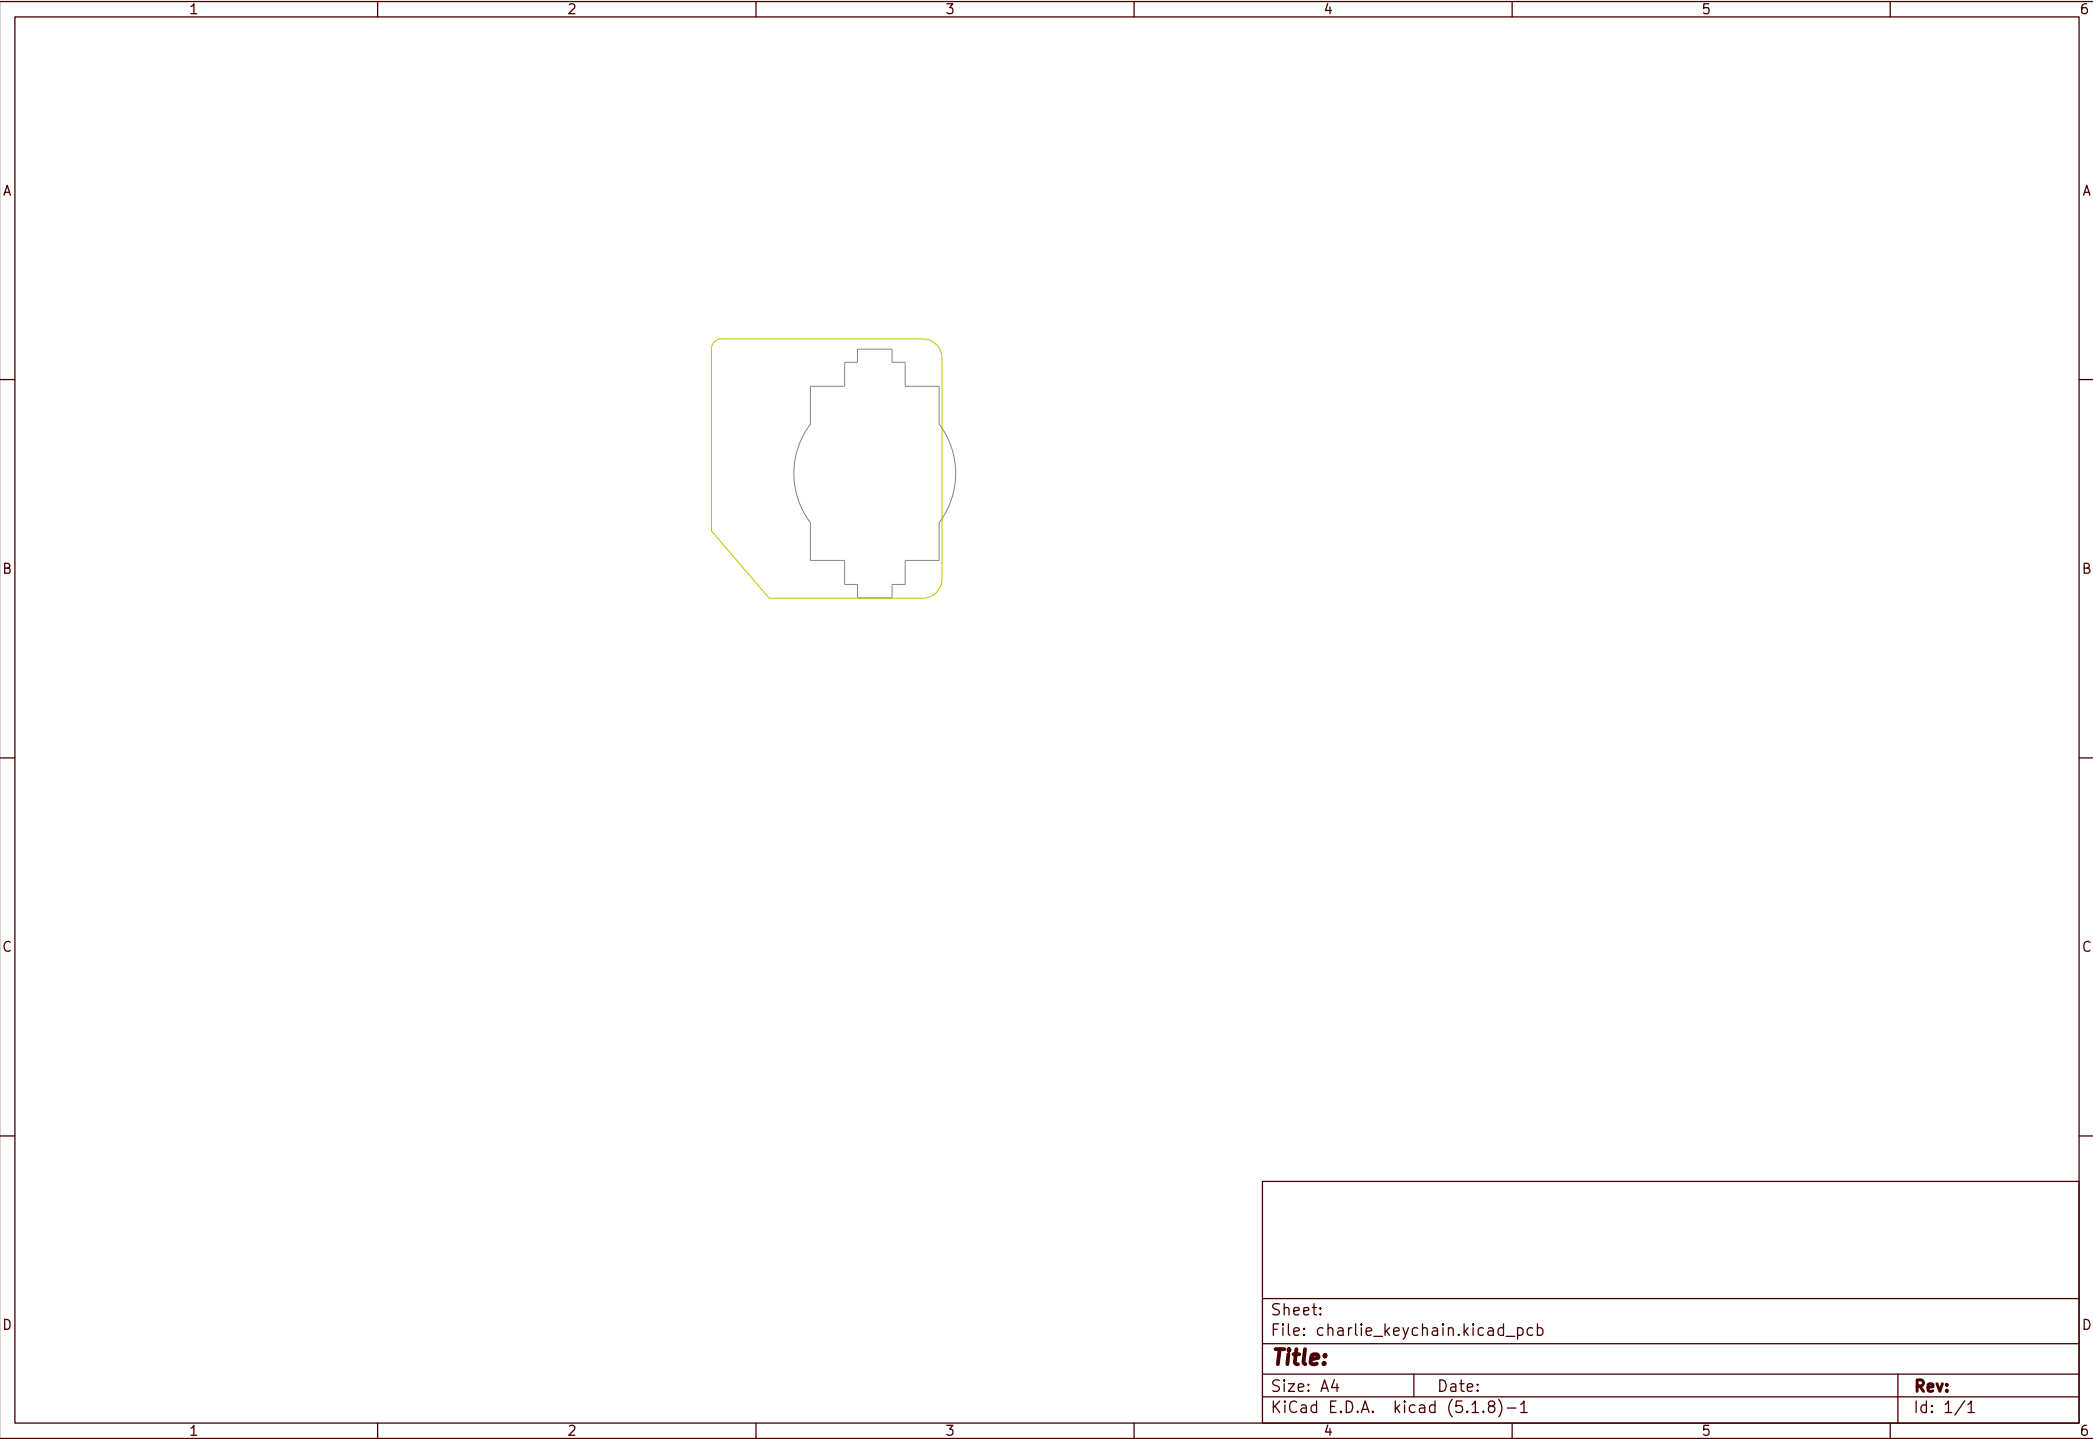 1 2 3 4 5 6
A A
B B
C C
Sheet:
File: charlie_keychain.kicad_pcb
D D
Title:
Size: A4 Date: Rev:
KiCad E.D.A. kicad (5.1.8)-1 Id: 1/1
1 2 3 4 5 6